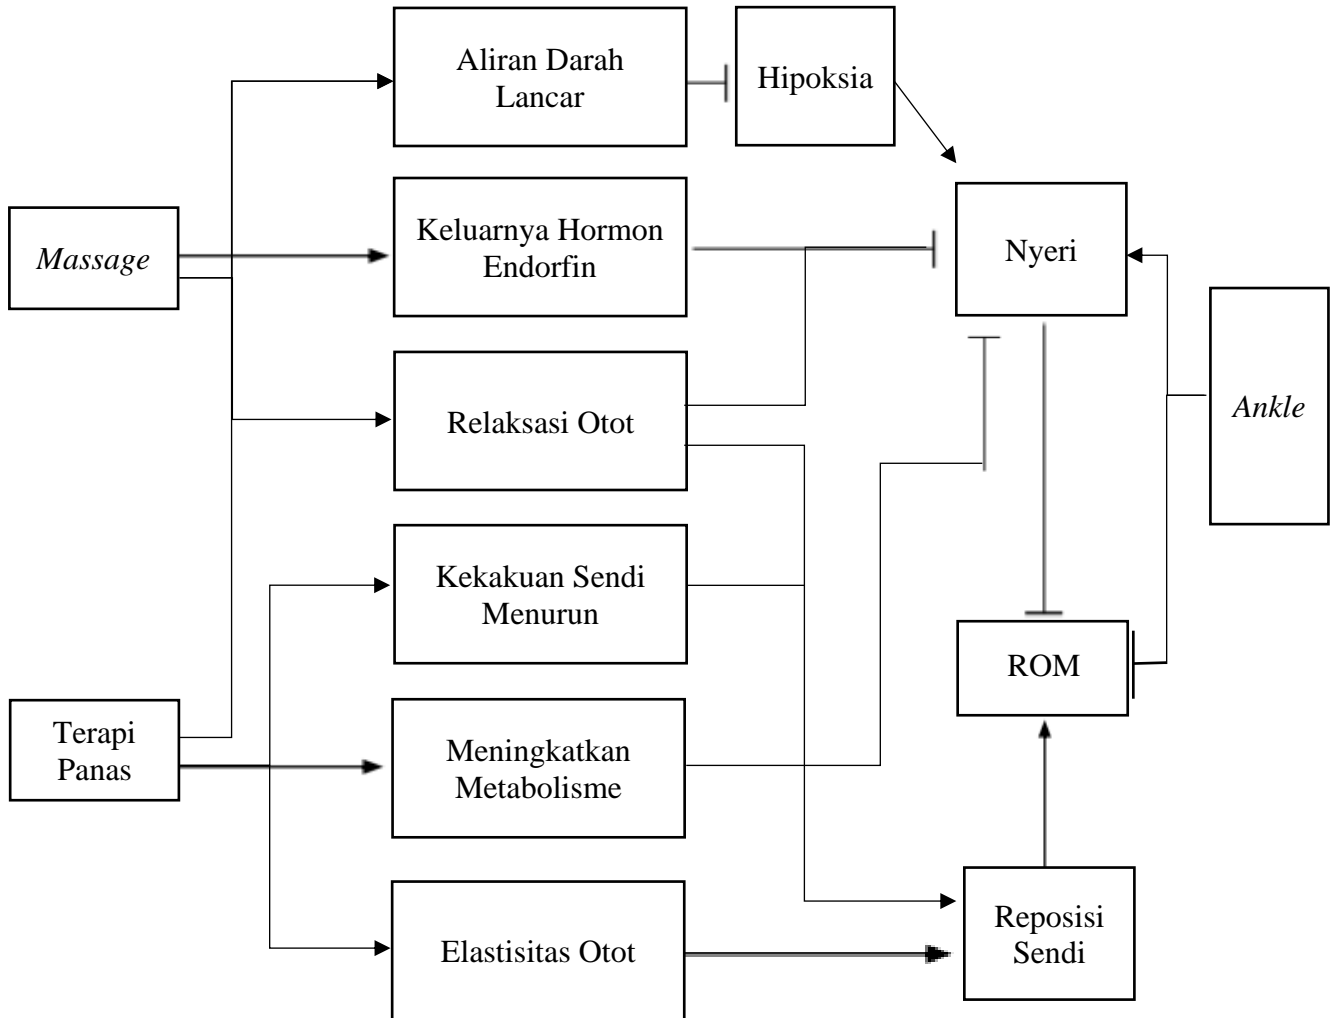 Aliran Darah
Lancar
Hipoksia
Massage
Keluarnya Hormon
Endorfin
Nyeri
Ankle
Relaksasi Otot
Kekakuan Sendi
Menurun
ROM
Terapi
Panas
Meningkatkan
Metabolisme
Elastisitas Otot
Reposisi
Sendi